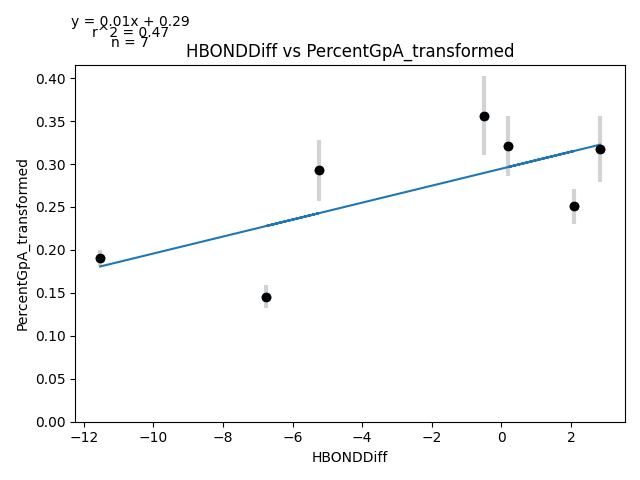 y = 0.01x + 0.29
r^2 = 0.47
n = 7
HBONDDiff vs PercentGpA_transformed
PercentGpA_transformed
0.40
0.35
0.30
0.25
0.20
0.15
0.10
0.05
0.00
−12 −10 −8 −6 −4 −2 0 2
HBONDDiff